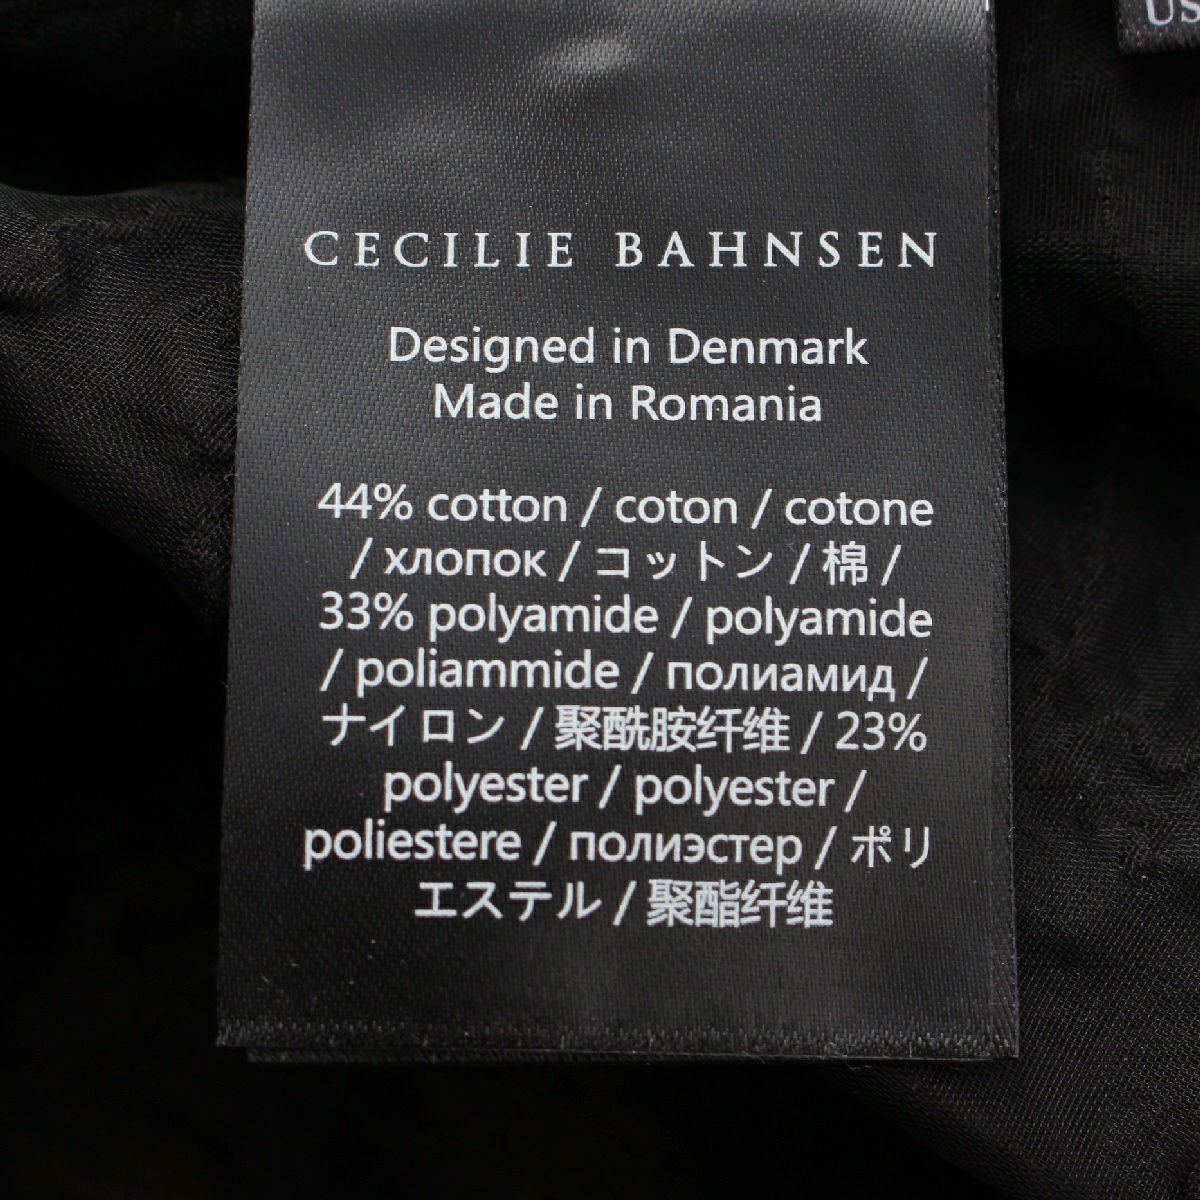 US
CECILIE BAHNSEN
Designed in Denmark
Made in Romania
44% cotton / coton / cotone
/ хлопок / コットン / 棉 /
33% polyamide / polyamide
/ poliammide / полиамид /
ナイロン / 聚酰胺纤维 / 23%
polyester / polyester /
poliestere / полиэстер / ポリ
エステル / 聚酯纤维